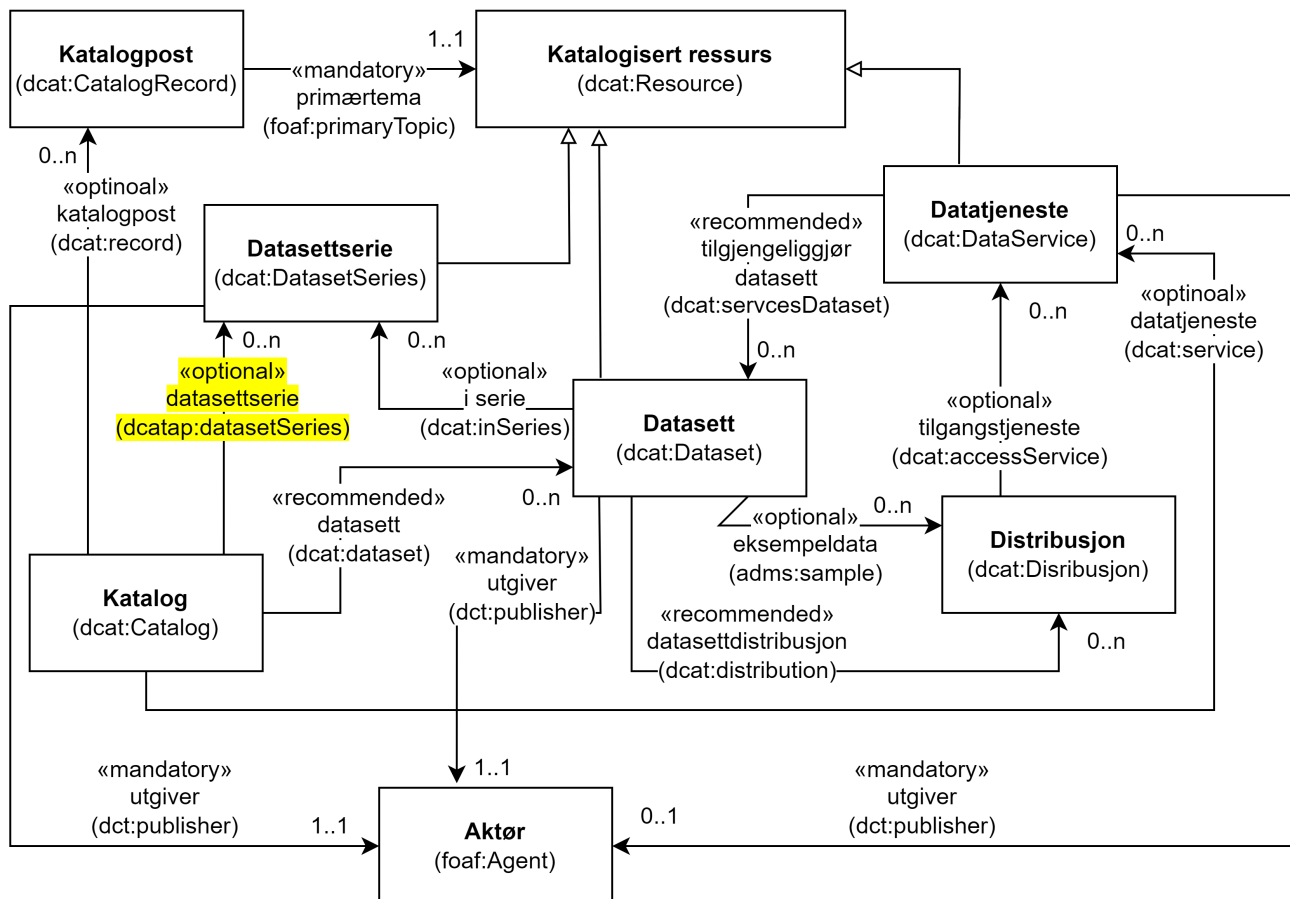 Katalogpost
(dcat:CatalogRecord)
1..1
«mandatory»
primærtema
(foaf:primaryTopic)
Katalogisert ressurs
(dcat:Resource)
0..n
«optinoal»
katalogpost
(dcat:record)
Datasettserie
(dcat:DatasetSeries)
«recommended»
tilgjengeliggjør
datasett
(dcat:servcesDataset)
0..n
Datatjeneste
(dcat:DataService)
0..n
«optinoal»
datatjeneste
(dcat:service)
0..n
0..n
«optional»
datasettserie
(dcatap:datasetSeries)
0..n
«optional»
i serie
(dcat:inSeries)
Datasett
(dcat:Dataset)
0..n
«optional»
tilgangstjeneste
(dcat:accessService)
«recommended»
datasett
(dcat:dataset)
0..n
«mandatory»
utgiver
(dct:publisher)
«optional»
eksempeldata
(adms:sample)
0..n
Distribusjon
(dcat:Disribusjon)
Katalog
(dcat:Catalog)
«recommended»
datasettdistribusjon
(dcat:distribution)
0..n
«mandatory»
utgiver
(dct:publisher)
1..1
1..1
Aktør
(foaf:Agent)
0..1
«mandatory»
utgiver
(dct:publisher)